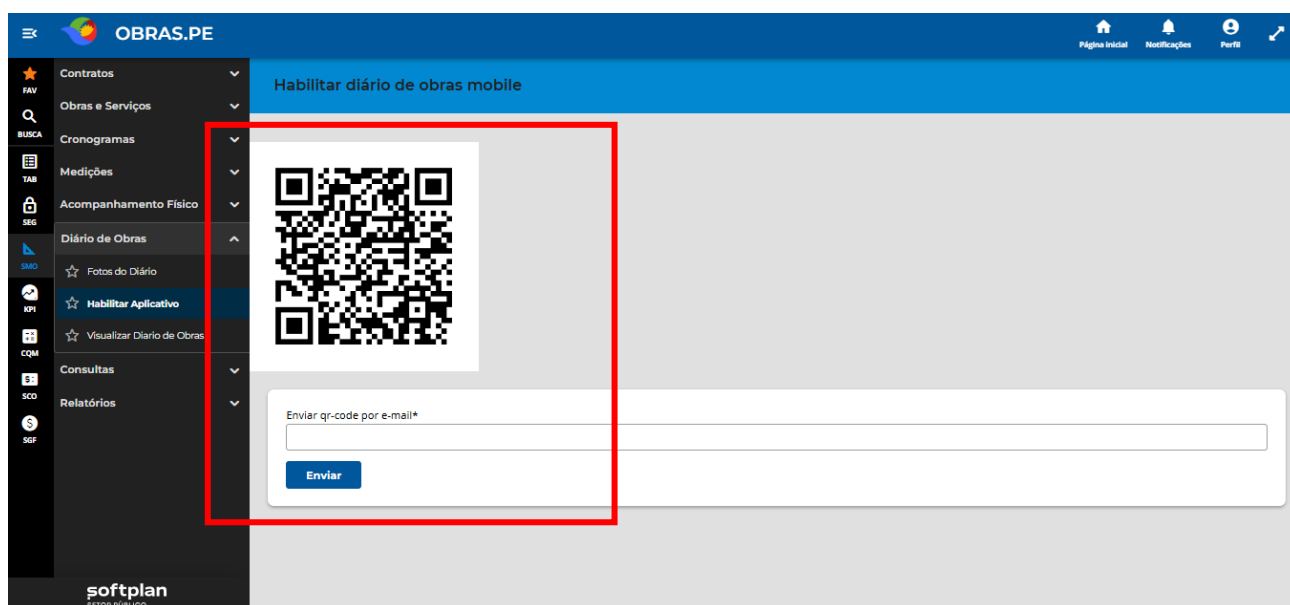 OBRAS.PE
Página inicial
Notificações
Perfil
FAV
BUSCA
TAB
SEG
SMO
KPI
CQM
SCO
SGF
Contratos
Obras e Serviços
Cronogramas
Medições
Acompanhamento Físico
Diário de Obras
Fotos do Diário
Habilitar Aplicativo
Visualizar Diario de Obras
Consultas
Relatórios
softplan
SETOR PÚBLICO
Habilitar diário de obras mobile
Enviar qr-code por e-mail*
Enviar